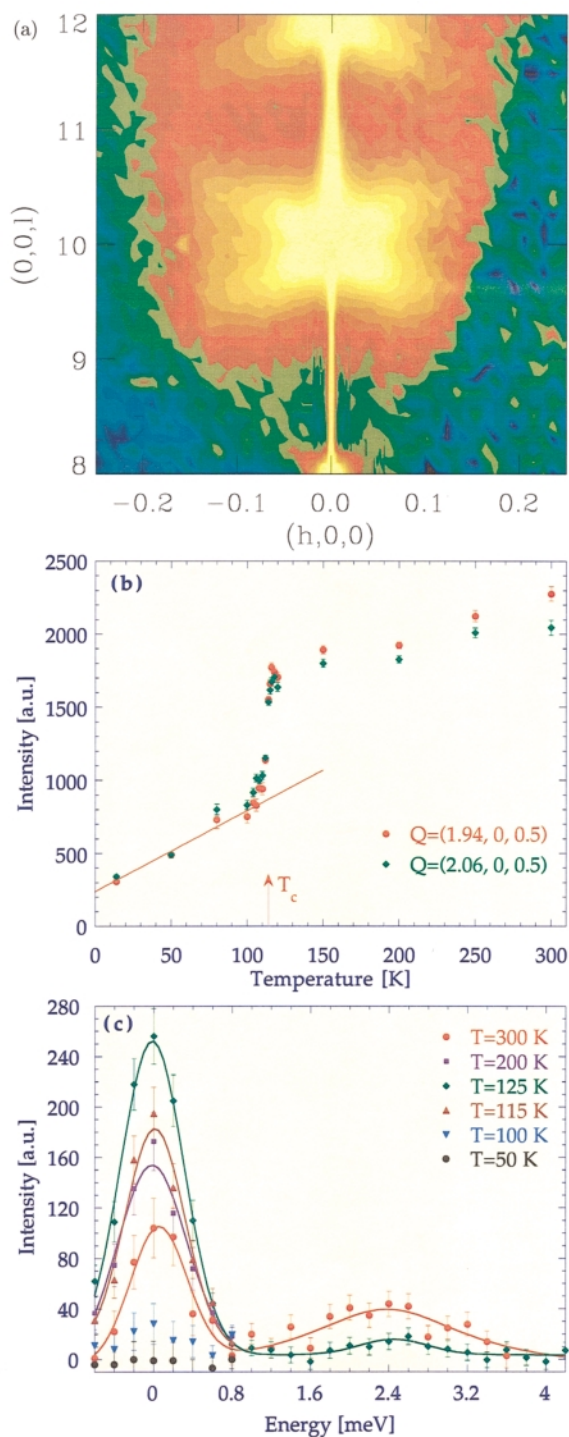 (a)
12
11
10
9
8
(0,0,l)
-0.2
-0.1
0.0
0.1
0.2
(h,0,0)
(b)
2500
2000
1500
1000
500
0
Intensity [a.u.]
Q=(1.94, 0, 0.5)
Q=(2.06, 0, 0.5)
Tc
0
50
100
150
200
250
300
Temperature [K]
(c)
280
240
200
160
120
80
40
0
Intensity [a.u.]
T=300 K
T=200 K
T=125 K
T=115 K
T=100 K
T=50 K
0
0.8
1.6
2.4
3.2
4
Energy [meV]